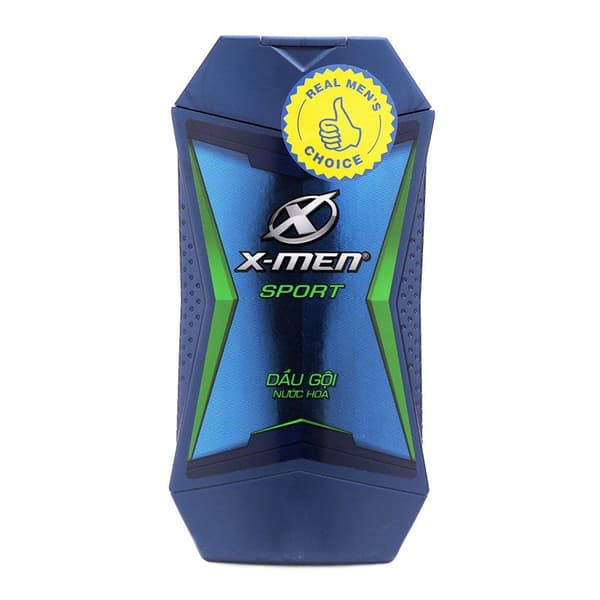 REAL MEN'S
CHOICE
X-MEN®
SPORT
DẦU GỘI
NƯỚC HOA